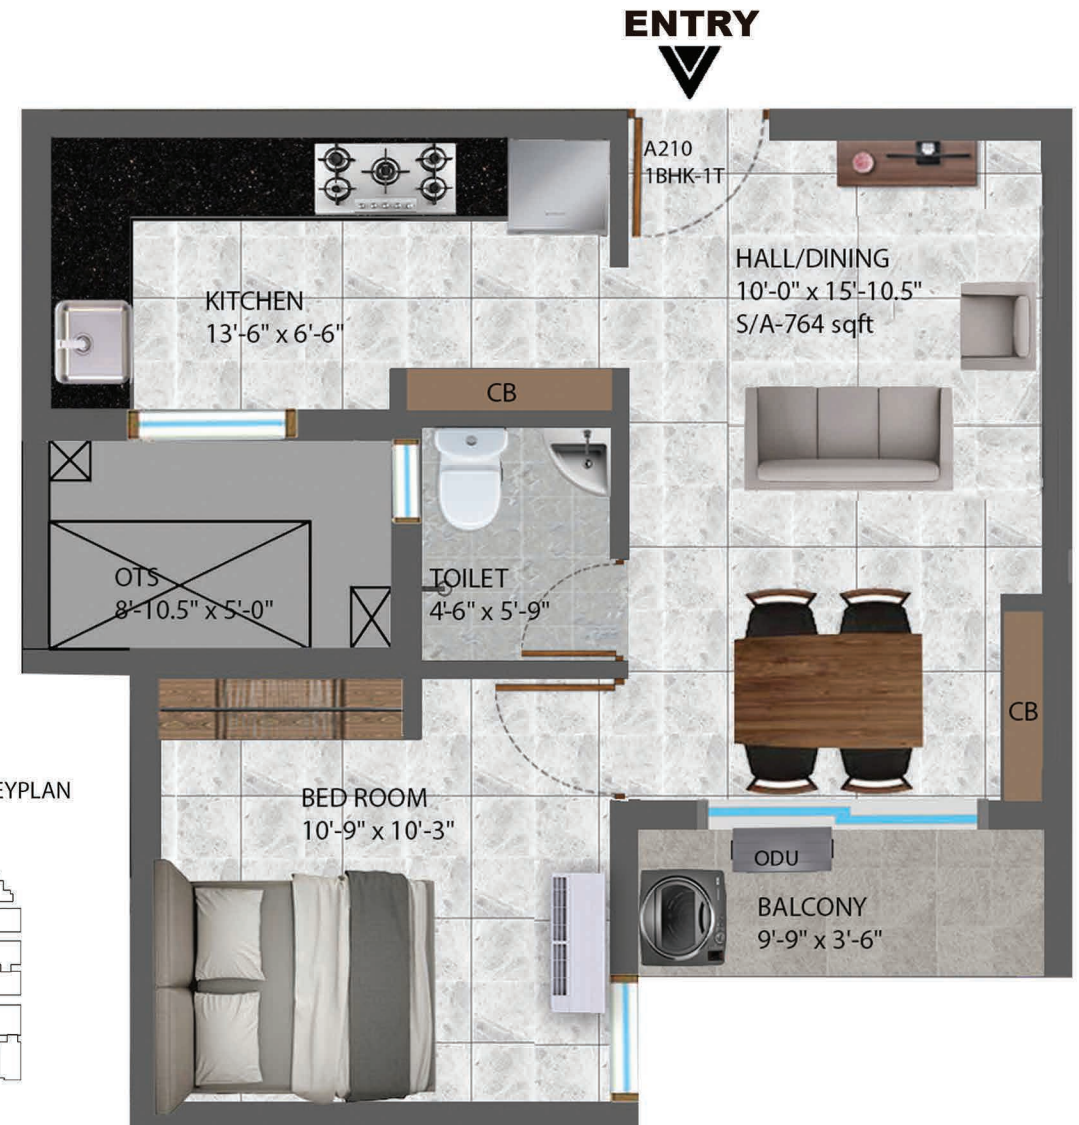 ENTRY
A210
1BHK-1T
HALL/DINING
10'-0" x 15'-10.5"
S/A-764 sqft
KITCHEN
13'-6" x 6'-6"
CB
OTS
8'-10.5" x 5'-0"
TOILET
4'-6" x 5'-9"
CB
EYPLAN
BED ROOM
10'-9" x 10'-3"
ODU
BALCONY
9'-9" x 3'-6"